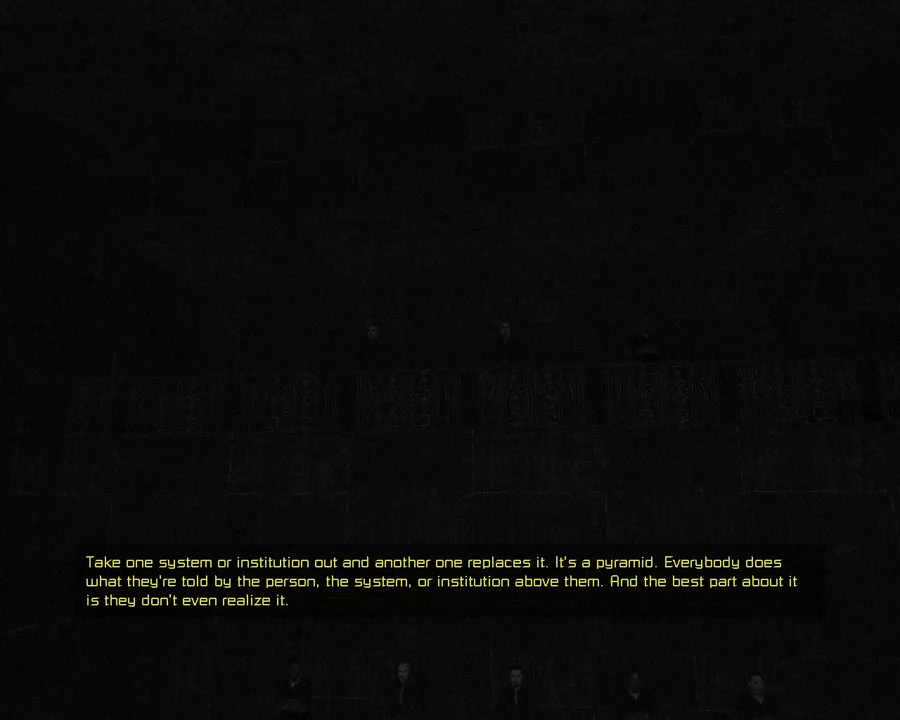 Take one system or institution out and another one replaces it. It's a pyramid. Everybody does
what they're told by the person, the system, or institution above them. And the best part about it
is they don't even realize it.